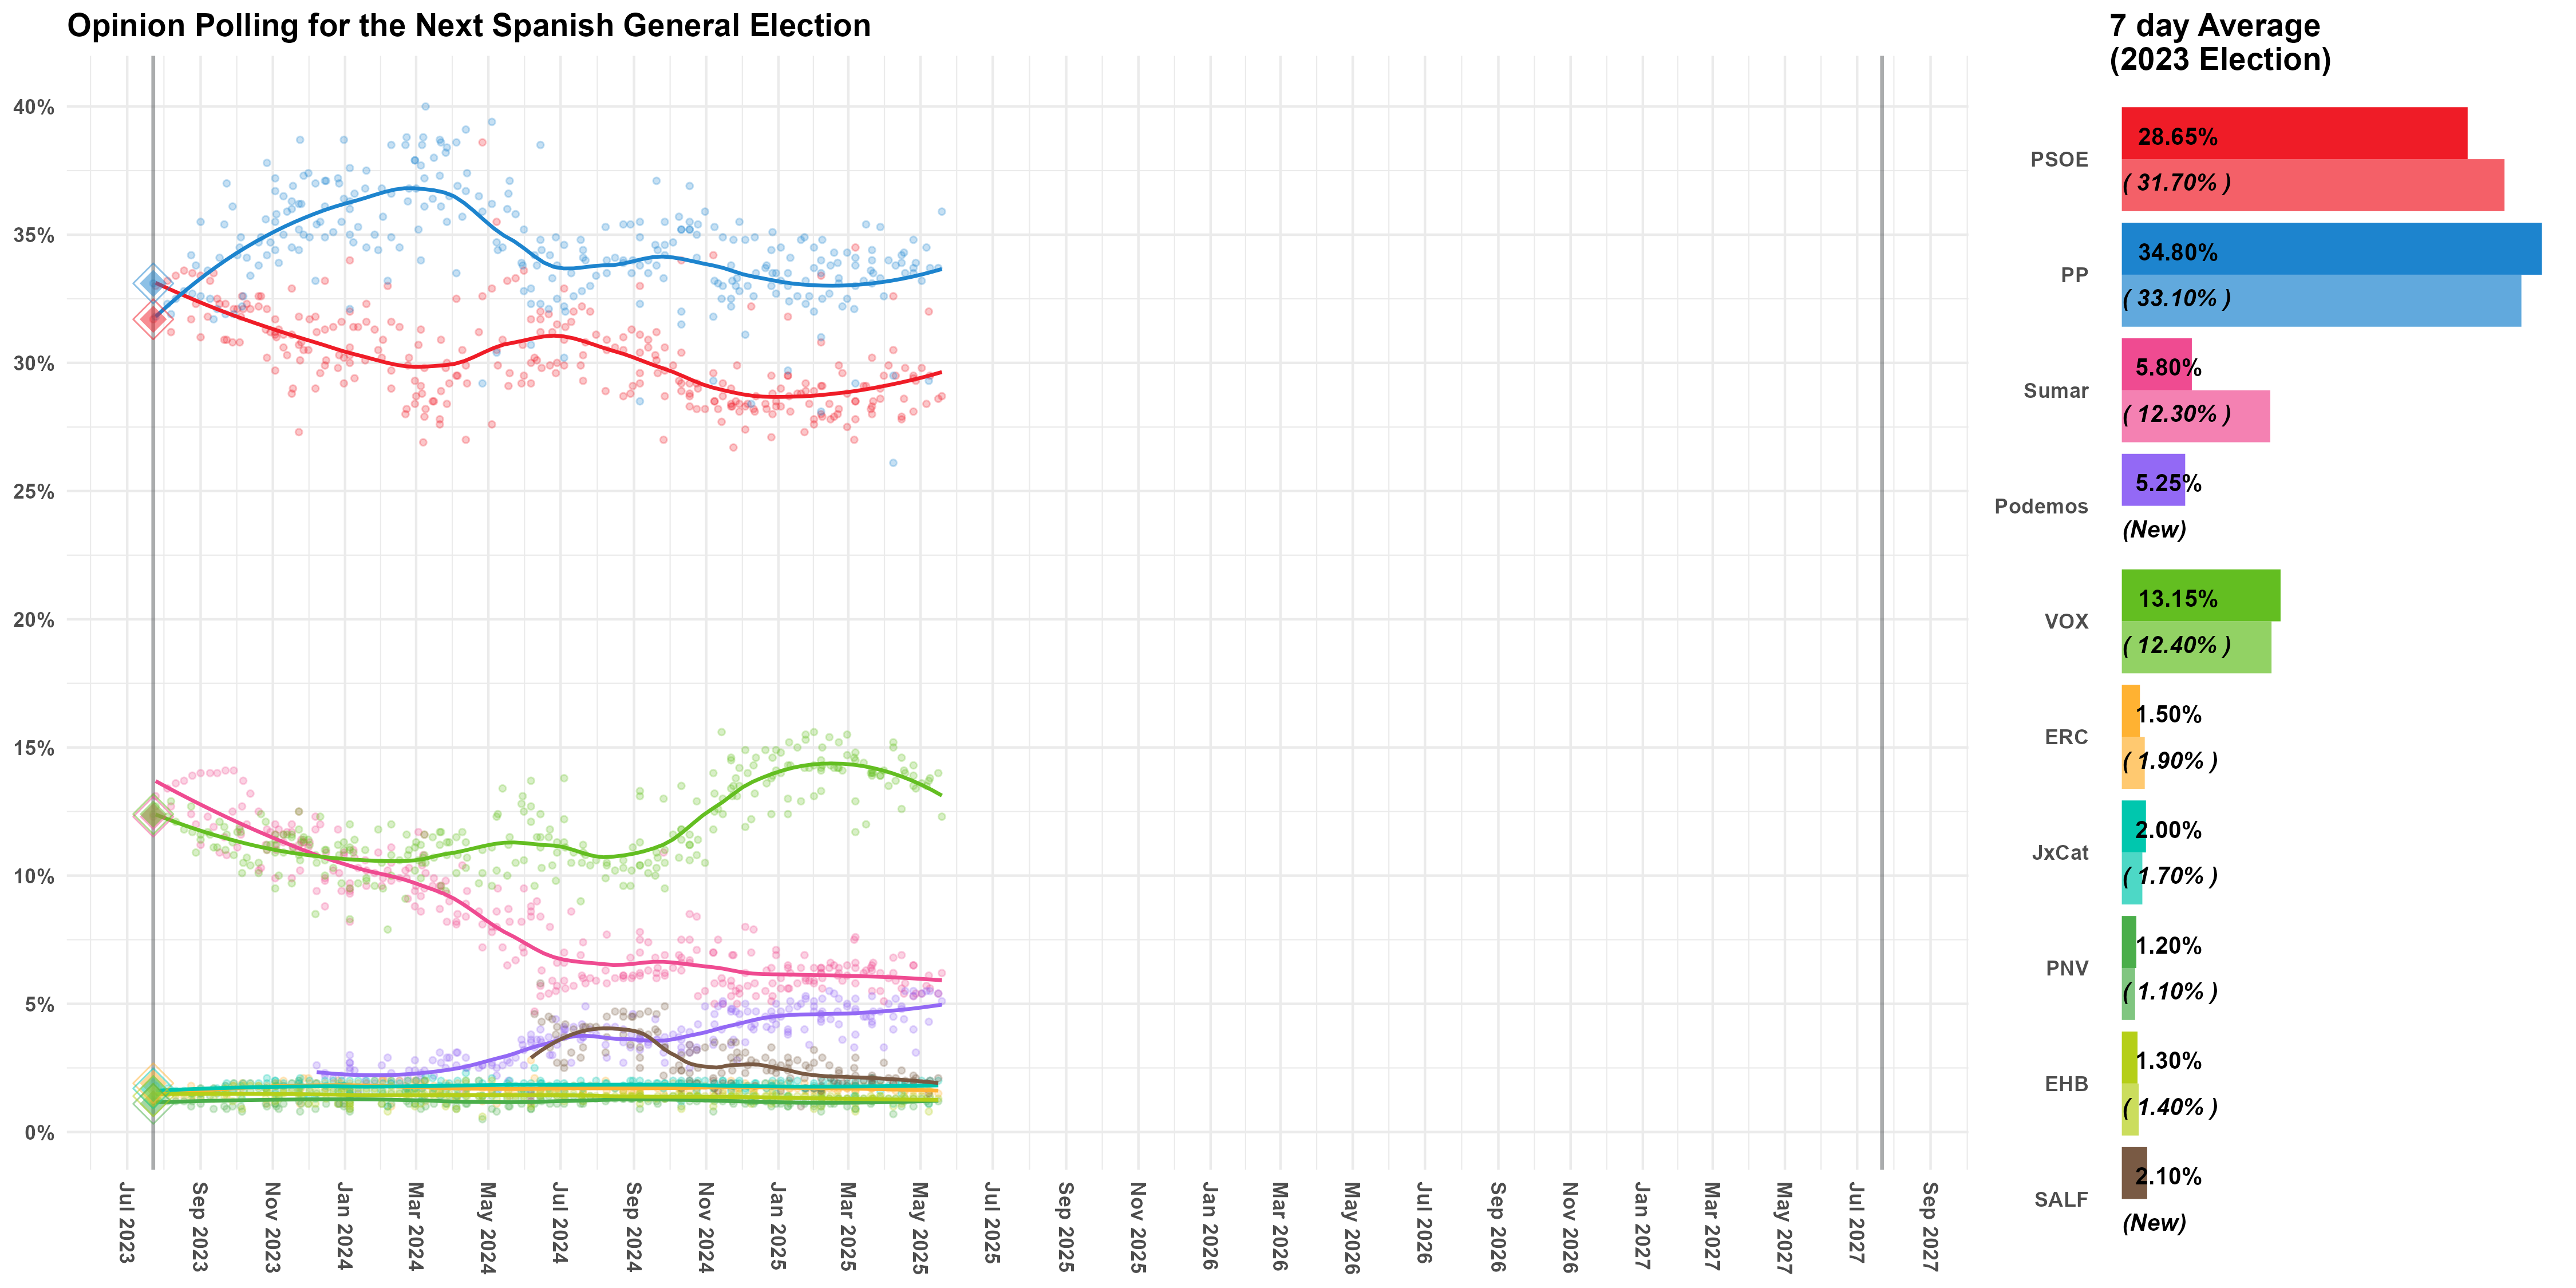 Opinion Polling for the Next Spanish General Election
7 day Average
(2023 Election)
40%
35%
30%
25%
20%
15%
10%
5%
0%
Jul 2023
Sep 2023
Nov 2023
Jan 2024
Mar 2024
May 2024
Jul 2024
Sep 2024
Nov 2024
Jan 2025
Mar 2025
May 2025
Jul 2025
Sep 2025
Nov 2025
Jan 2026
Mar 2026
May 2026
Jul 2026
Sep 2026
Nov 2026
Jan 2027
Mar 2027
May 2027
Jul 2027
Sep 2027
PSOE
28.65%
( 31.70% )
PP
34.80%
( 33.10% )
Sumar
5.80%
( 12.30% )
Podemos
5.25%
(New)
VOX
13.15%
( 12.40% )
ERC
1.50%
( 1.90% )
JxCat
2.00%
( 1.70% )
PNV
1.20%
( 1.10% )
EHB
1.30%
( 1.40% )
SALF
2.10%
(New)